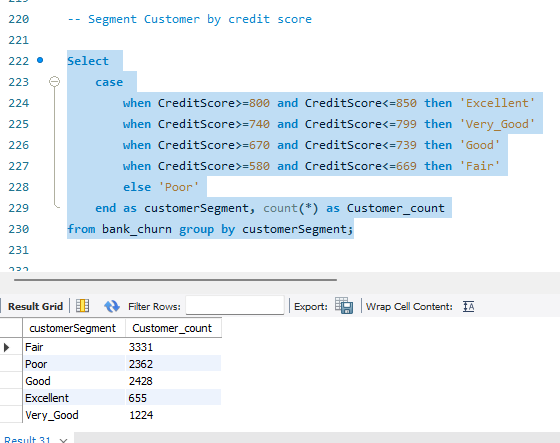 220 -- Segment Customer by credit score
221
222 Select
223 case
224 when CreditScore>=800 and CreditScore<=850 then 'Excellent'
225 when CreditScore>=740 and CreditScore<=799 then 'Very_Good'
226 when CreditScore>=670 and CreditScore<=739 then 'Good'
227 when CreditScore>=580 and CreditScore<=669 then 'Fair'
228 else 'Poor'
229 end as customerSegment, count(*) as Customer_count
230 from bank_churn group by customerSegment;
231
Result Grid Filter Rows: Export: Wrap Cell Content: IA
customerSegment Customer_count
Fair 3331
Poor 2362
Good 2428
Excellent 655
Very_Good 1224
Result 31